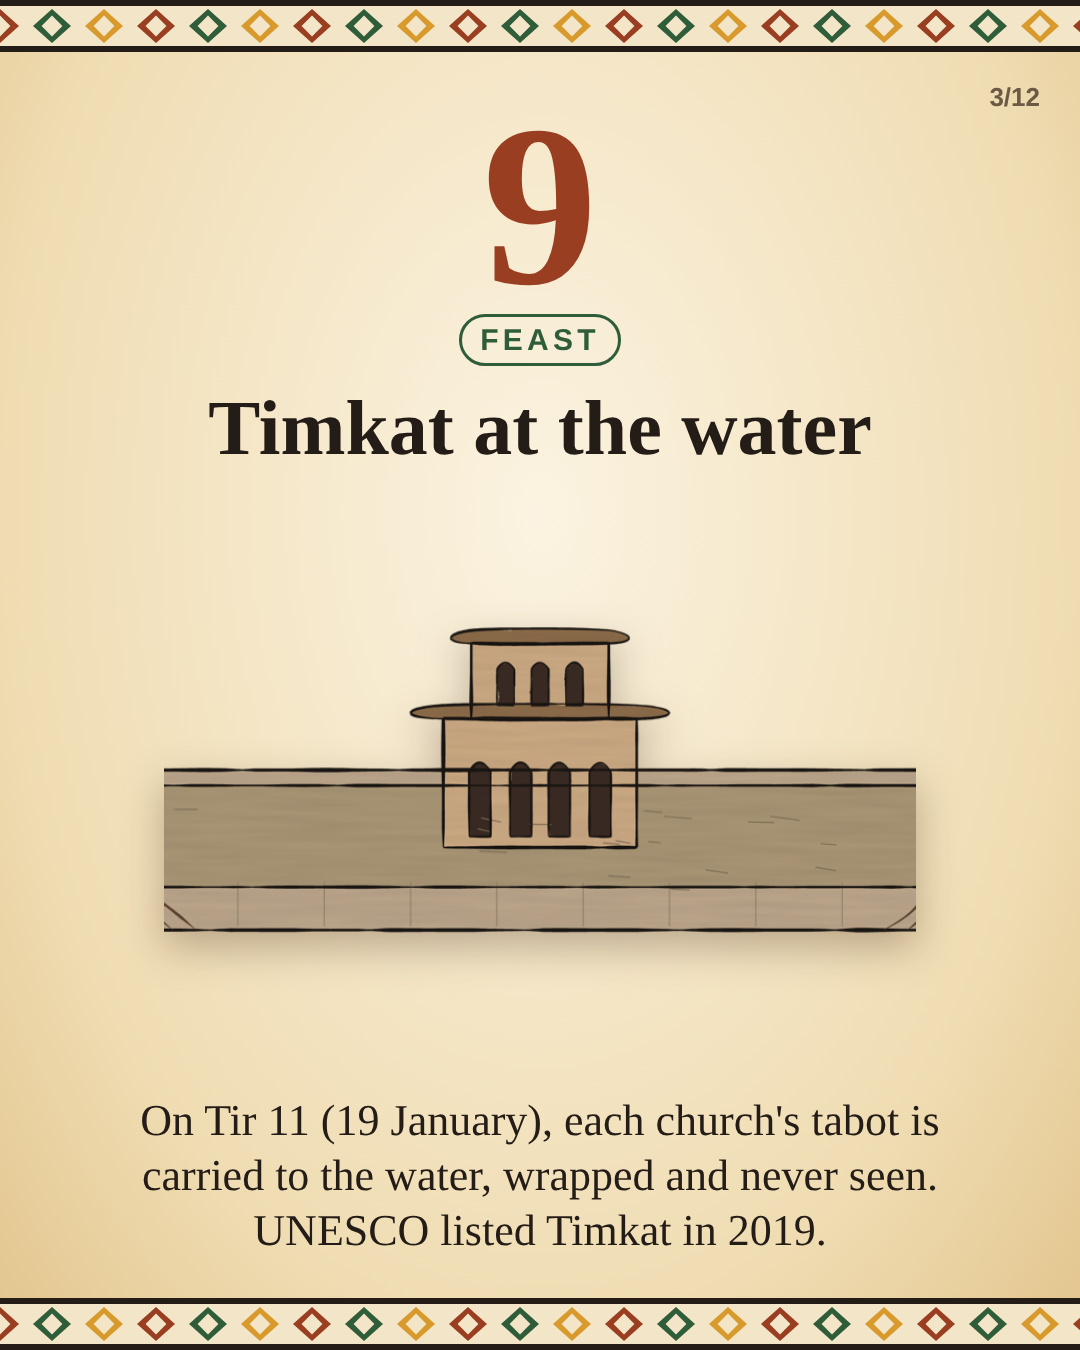 3/12
9
FEAST
Timkat at the water
On Tir 11 (19 January), each church's tabot is
carried to the water, wrapped and never seen.
UNESCO listed Timkat in 2019.